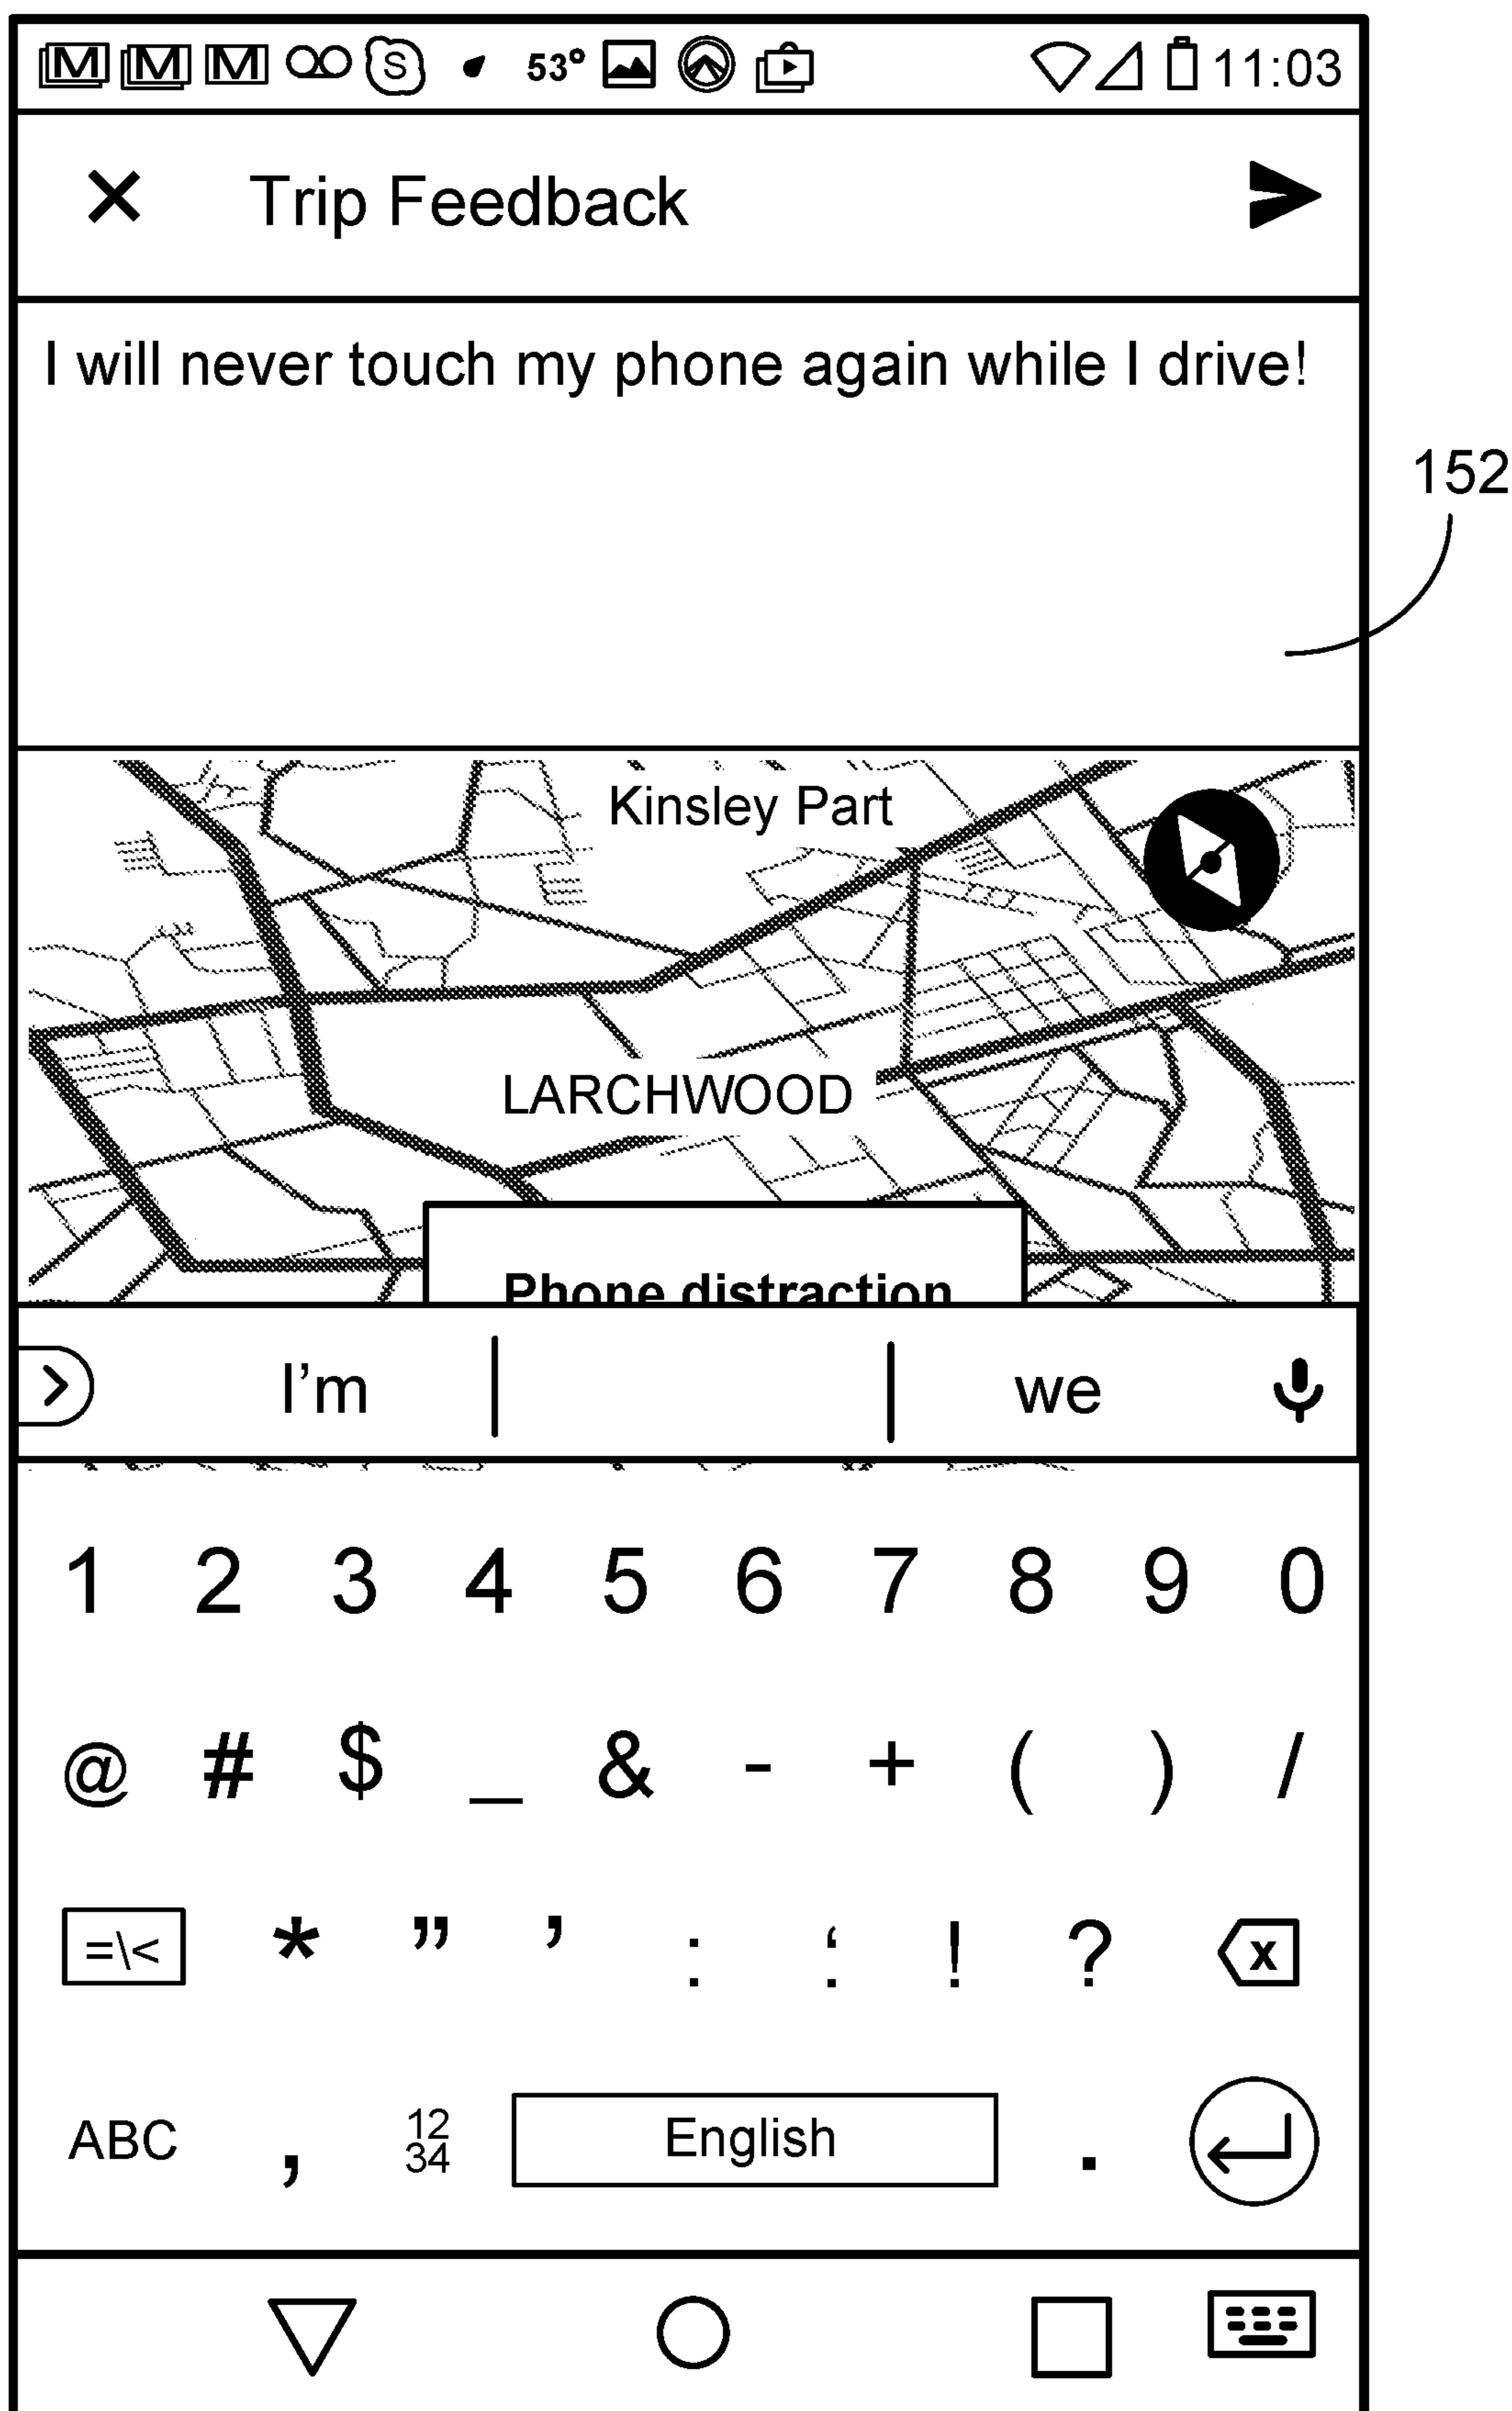 M M M S 53° 11:03
Trip Feedback
I will never touch my phone again while I drive!
152
Kinsley Part
LARCHWOOD
Phone distraction
I’m we
1 2 3 4 5 6 7 8 9 0
@ # $ _ & - + ( ) /
=\< * ” ’ : ‘. ! ? x
ABC , 12 34 English .